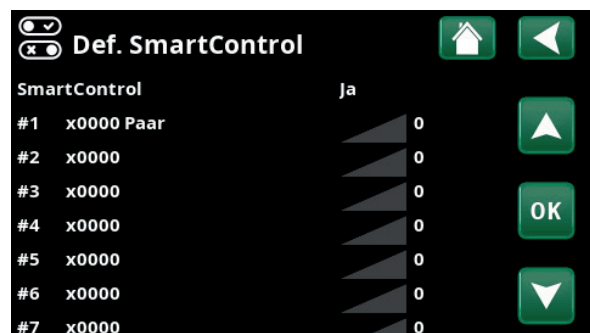 Def. SmartControl
SmartControl Ja
#1 x0000 Paar 0
#2 x0000 0
#3 x0000 0
#4 x0000 0
#5 x0000 0
#6 x0000 0
#7 x0000 0
OK